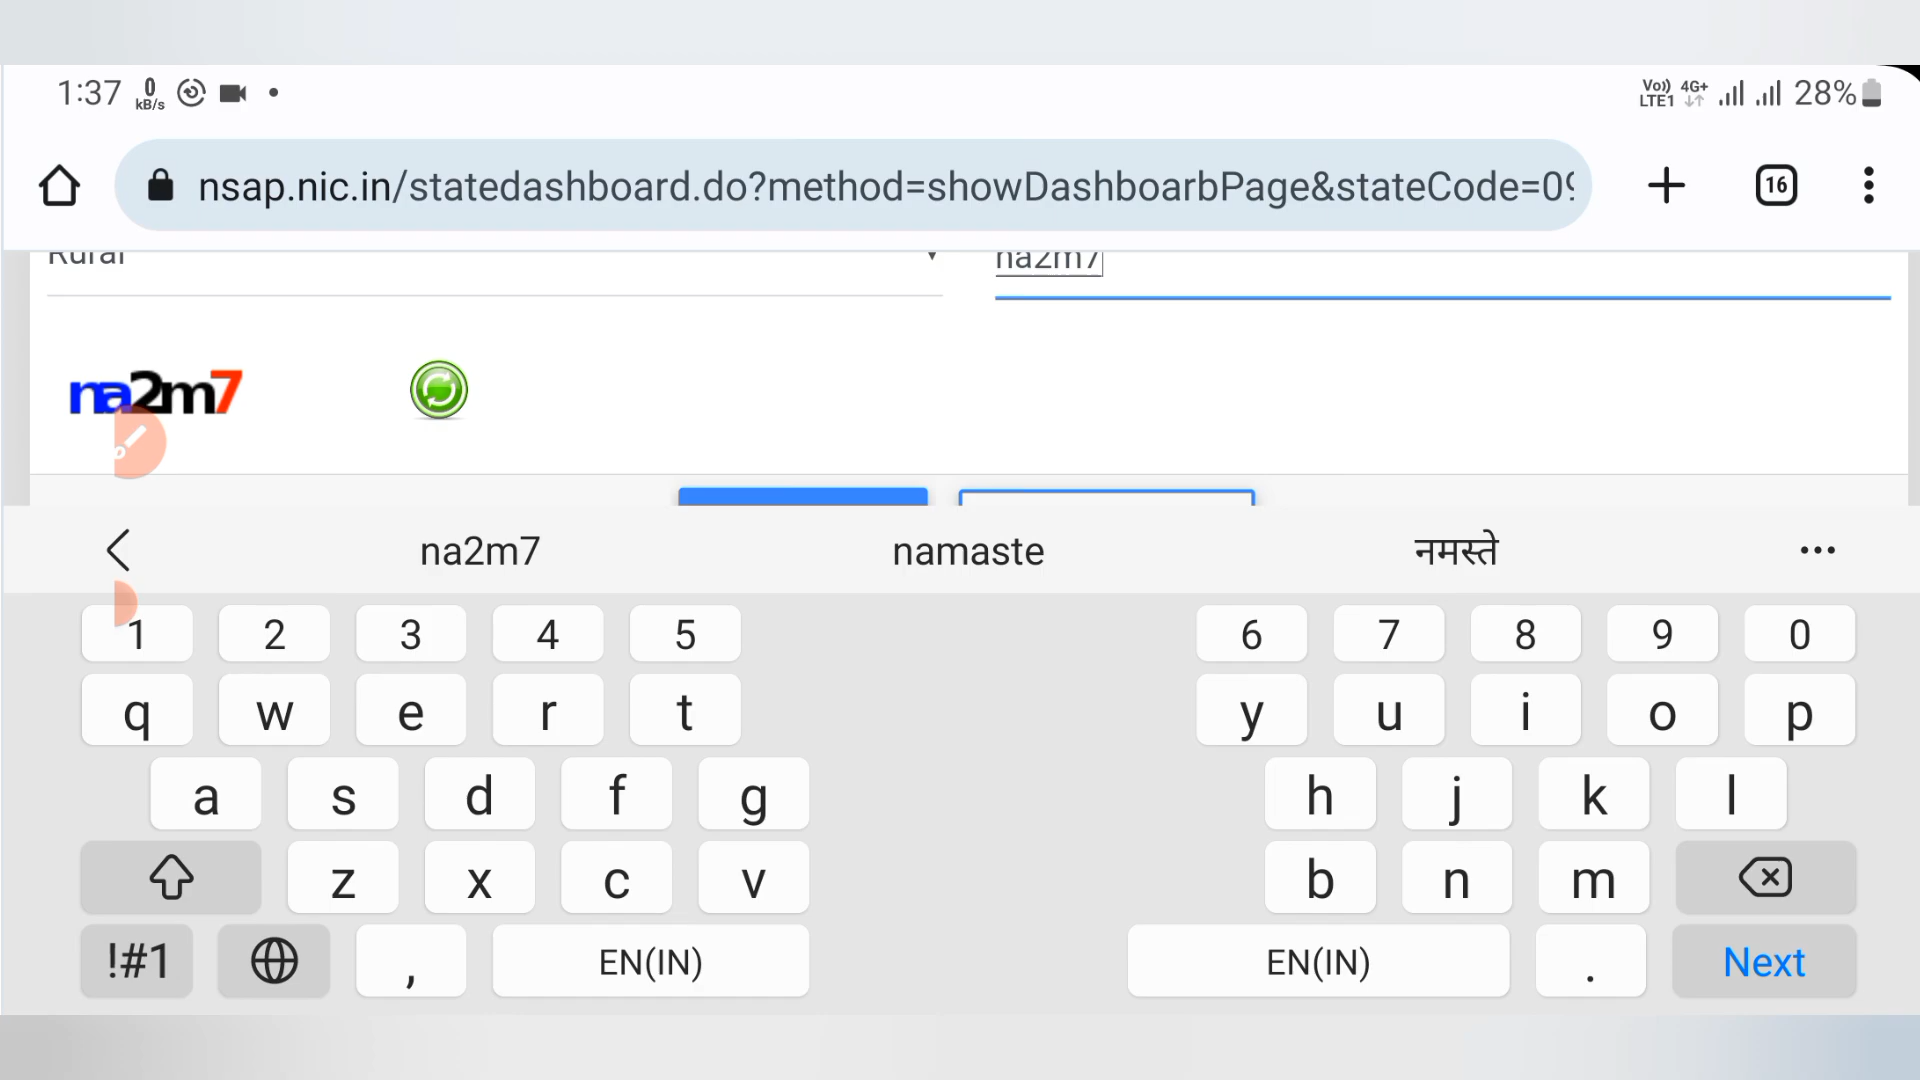 1:37 0 kB/s Vo)) LTE1 4G+ 28%
nsap.nic.in/statedashboard.do?method=showDashboarbPage&stateCode=09
Rural na2m7
na2m7
na2m7 namaste नमस्ते
1 2 3 4 5 6 7 8 9 0
q w e r t y u i o p
a s d f g h j k l
z x c v b n m
!#1 , EN(IN) EN(IN) . Next
16